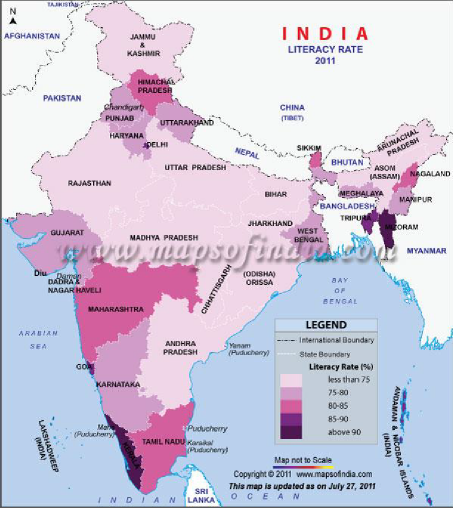 N
TAJIKISTAN
AFGHANISTAN
JAMMU
&
KASHMIR
INDIA
LITERACY RATE
2011
PAKISTAN
HIMACHAL
PRADESH
Chandigarh
PUNJAB
UTTARAKHAND
HARYANA
DELHI
CHINA
(TIBET)
NEPAL
SIKKIM
BHUTAN
ARUNACHAL
PRADESH
ASOM
(ASSAM)
NAGALAND
MEGHALAYA
MANIPUR
BANGLADESH
TRIPURA
MIZORAM
MYANMAR
RAJASTHAN
UTTAR PRADESH
BIHAR
JHARKHAND
WEST
BENGAL
GUJARAT
MADHYA PRADESH
www.mapsofindia.com
Diu
Daman
DADRA &
NAGAR HAVELI
CHHATTISGARH
(ODISHA)
ORISSA
BAY
OF
BENGAL
MAHARASHTRA
ARABIAN
SEA
ANDHRA
PRADESH
Yanam
(Puducherry)
GOA
KARNATAKA
Mahe
(Puducherry)
KERALA
TAMIL NADU
Puducherry
Karaikal
(Puducherry)
LAKSHADWEEP
(INDIA)
ANDAMAN & NICOBAR ISLANDS
(INDIA)
SRI
LANKA
INDIAN OCEAN
LEGEND
International Boundary
State Boundary
Literacy Rate (%)
less than 75
75-80
80-85
85-90
above 90
Map not to Scale
Copyright © 2011 www.mapsofindia.com
This map is updated as on July 27, 2011